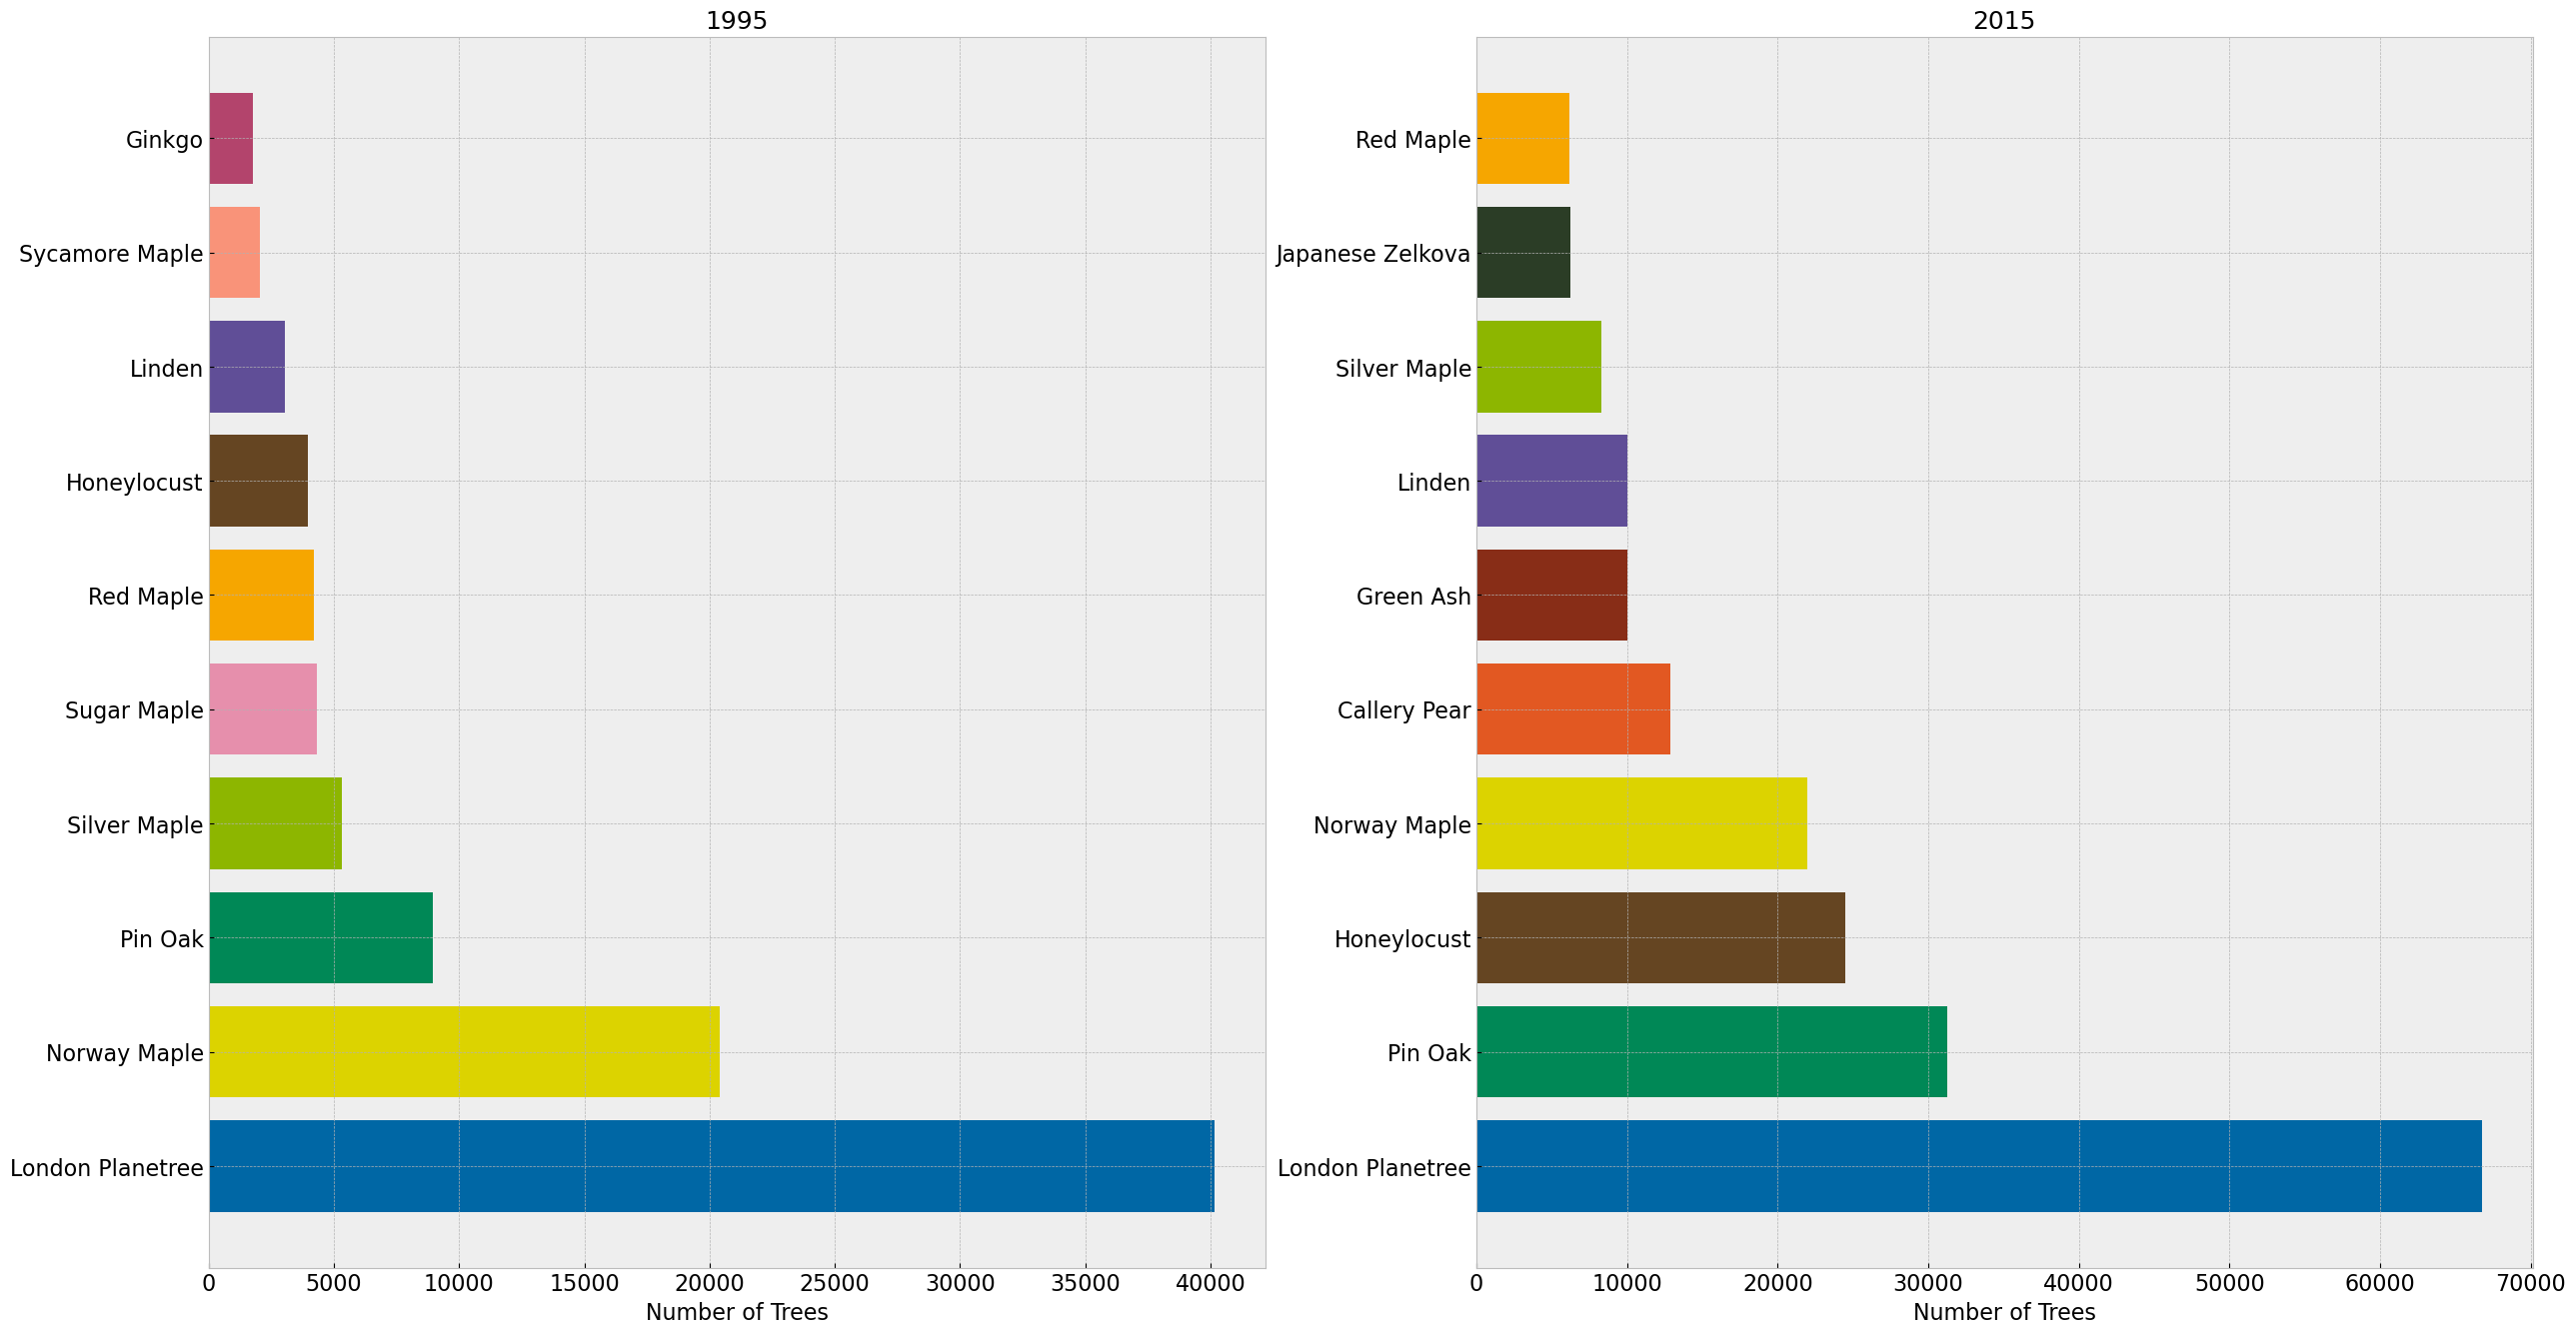 1995
Ginkgo
Sycamore Maple
Linden
Honeylocust
Red Maple
Sugar Maple
Silver Maple
Pin Oak
Norway Maple
London Planetree
0 5000 10000 15000 20000 25000 30000 35000 40000
Number of Trees
2015
Red Maple
Japanese Zelkova
Silver Maple
Linden
Green Ash
Callery Pear
Norway Maple
Honeylocust
Pin Oak
London Planetree
0 10000 20000 30000 40000 50000 60000 70000
Number of Trees